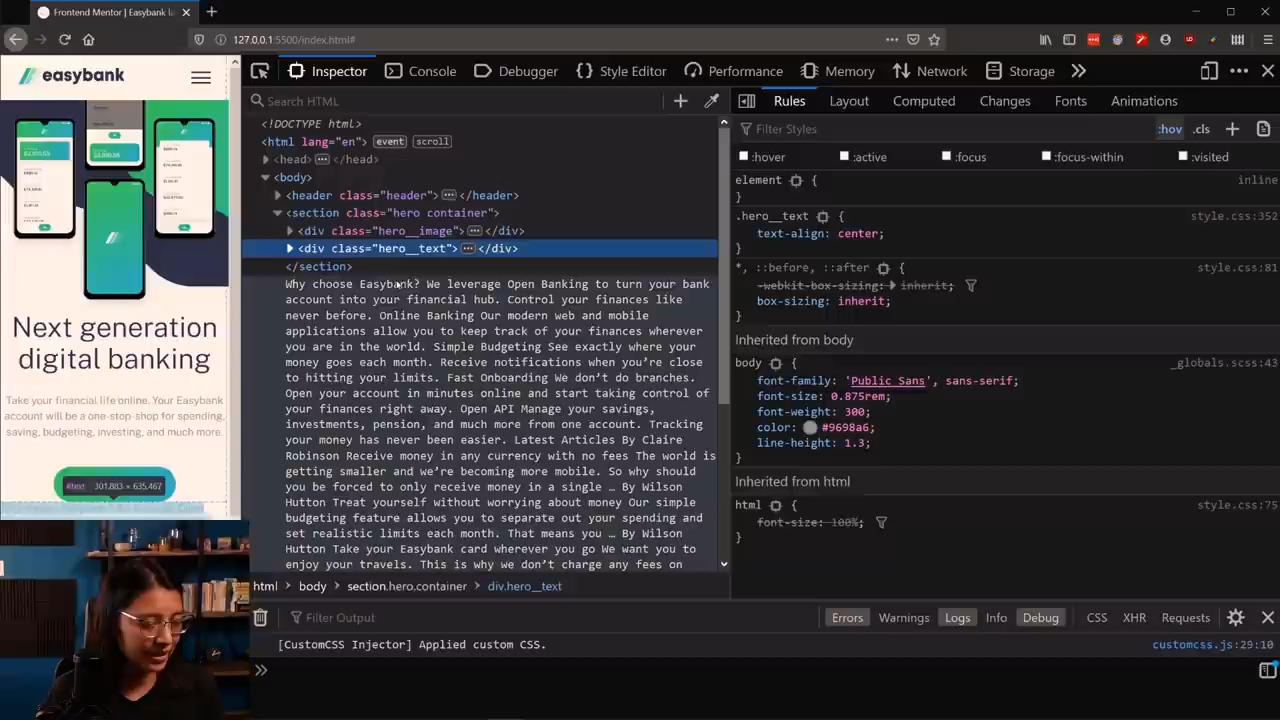 Frontend Mentor | Easybank la
127.0.0.1:5500/index.html#
easybank
Next generation
digital banking
Take your financial life online. Your Easybank
account will be a one-stop-shop for spending,
saving, budgeting, investing, and much more.
#text 301.883 × 635.467
Inspector
Console
Debugger
Style Editor
Performance
Memory
Network
Storage
Search HTML
<!DOCTYPE html>
<html lang="en"> event scroll
<head> ••• </head>
<body>
<header class="header"> ••• </header>
<section class="hero container">
<div class="hero__image"> ••• </div>
<div class="hero__text"> ••• </div>
</section>
Why choose Easybank? We leverage Open Banking to turn your bank
account into your financial hub. Control your finances like
never before. Online Banking Our modern web and mobile
applications allow you to keep track of your finances wherever
you are in the world. Simple Budgeting See exactly where your
money goes each month. Receive notifications when you’re close
to hitting your limits. Fast Onboarding We don’t do branches.
Open your account in minutes online and start taking control of
your finances right away. Open API Manage your savings,
investments, pension, and much more from one account. Tracking
your money has never been easier. Latest Articles By Claire
Robinson Receive money in any currency with no fees The world is
getting smaller and we’re becoming more mobile. So why should
you be forced to only receive money in a single … By Wilson
Hutton Treat yourself without worrying about money Our simple
budgeting feature allows you to separate out your spending and
set realistic limits each month. That means you … By Wilson
Hutton Take your Easybank card wherever you go We want you to
enjoy your travels. This is why we don’t charge any fees on
html
body
section.hero.container
div.hero__text
Rules
Layout
Computed
Changes
Fonts
Animations
Filter Styles
:hov
.cls
:hover
:active
:focus
:focus-within
:visited
element {
inline
}
.hero__text {
style.css:352
text-align: center;
}
*, ::before, ::after {
style.css:81
-webkit-box-sizing: inherit;
box-sizing: inherit;
}
Inherited from body
body {
_globals.scss:43
font-family: 'Public Sans', sans-serif;
font-size: 0.875rem;
font-weight: 300;
color: #9698a6;
line-height: 1.3;
}
Inherited from html
html {
style.css:75
font-size: 100%;
}
Filter Output
Errors
Warnings
Logs
Info
Debug
CSS
XHR
Requests
[CustomCSS Injector] Applied custom CSS.
customcss.js:29:10